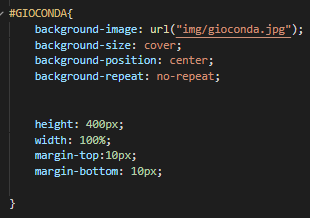 #GIOCONDA{
background-image: url("img/gioconda.jpg");
background-size: cover;
background-position: center;
background-repeat: no-repeat;
height: 400px;
width: 100%;
margin-top:10px;
margin-bottom: 10px;
}